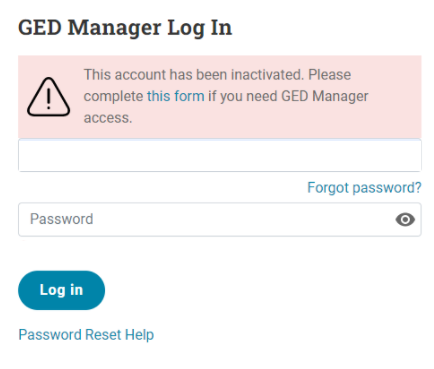 GED Manager Log In
This account has been inactivated. Please
complete this form if you need GED Manager
access.
Forgot password?
Password
Log in
Password Reset Help